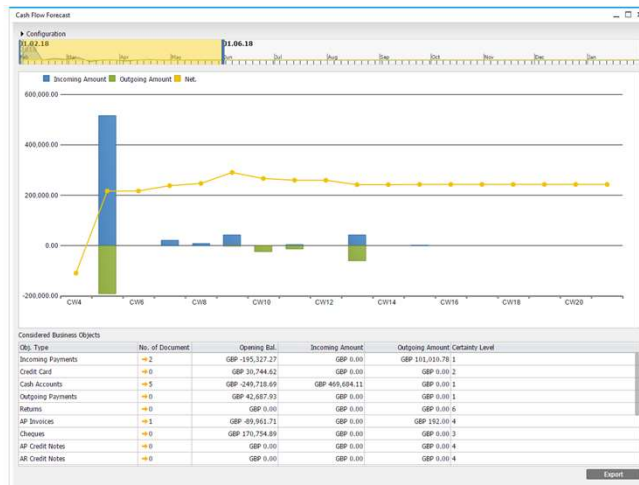 Cash Flow Forecast
Configuration
01.02.18 01.06.18
2018
Feb Mar Apr May Jun Jul Aug Sep Oct Nov Dec Jan
Incoming Amount Outgoing Amount Net.
600,000.00
400,000.00
200,000.00
0.00
-200,000.00
CW4 CW6 CW8 CW10 CW12 CW14 CW16 CW18 CW20
Considered Business Objects
Obj. Type No. of Document Opening Bal. Incoming Amount Outgoing Amount Certainty Level
Incoming Payments 2 GBP -195,327.27 GBP 0.00 GBP 101,010.78 1
Credit Card 0 GBP 30,744.62 GBP 0.00 GBP 0.00 2
Cash Accounts 5 GBP -249,718.69 GBP 469,684.11 GBP 0.00 1
Outgoing Payments 0 GBP 42,687.93 GBP 0.00 GBP 0.00 1
Returns 0 GBP 0.00 GBP 0.00 GBP 0.00 6
AP Invoices 1 GBP -89,961.71 GBP 0.00 GBP 192.00 4
Cheques 0 GBP 170,754.89 GBP 0.00 GBP 0.00 3
AP Credit Notes 0 GBP 0.00 GBP 0.00 GBP 0.00 4
AR Credit Notes 0 GBP 0.00 GBP 0.00 GBP 0.00 4
Export